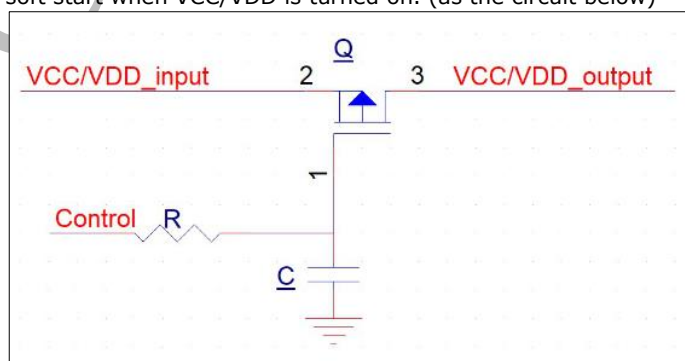 soft start when VCC/VDD is turned on. (as the circuit below)
Q
VCC/VDD_input 2 3 VCC/VDD_output
1
Control R
C